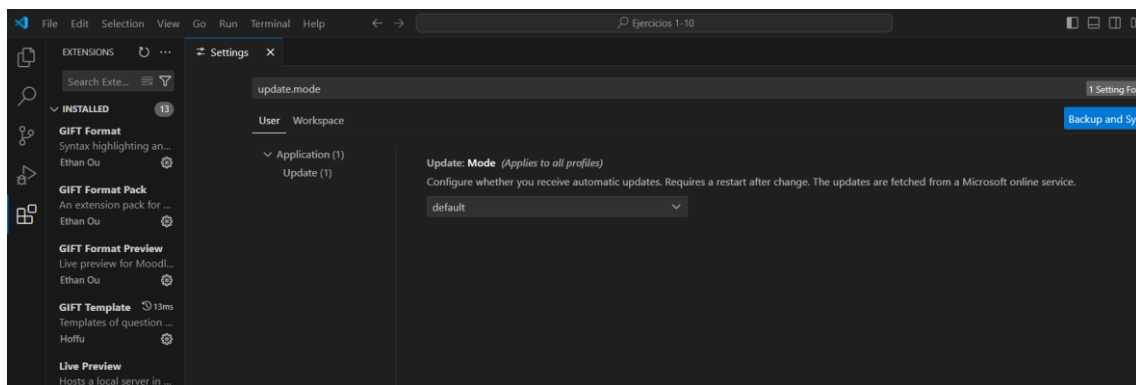 File Edit Selection View Go Run Terminal Help
Ejercicios 1-10
EXTENSIONS
Search Exte...
INSTALLED 13
GIFT Format
Syntax highlighting an...
Ethan Ou
GIFT Format Pack
An extension pack for ...
Ethan Ou
GIFT Format Preview
Live preview for Moodl...
Ethan Ou
GIFT Template 13ms
Templates of question ...
Hoffu
Live Preview
Hosts a local server in ...
Settings
update.mode
1 Setting Fo
User Workspace
Backup and Sy
Application (1)
Update (1)
Update: Mode (Applies to all profiles)
Configure whether you receive automatic updates. Requires a restart after change. The updates are fetched from a Microsoft online service.
default